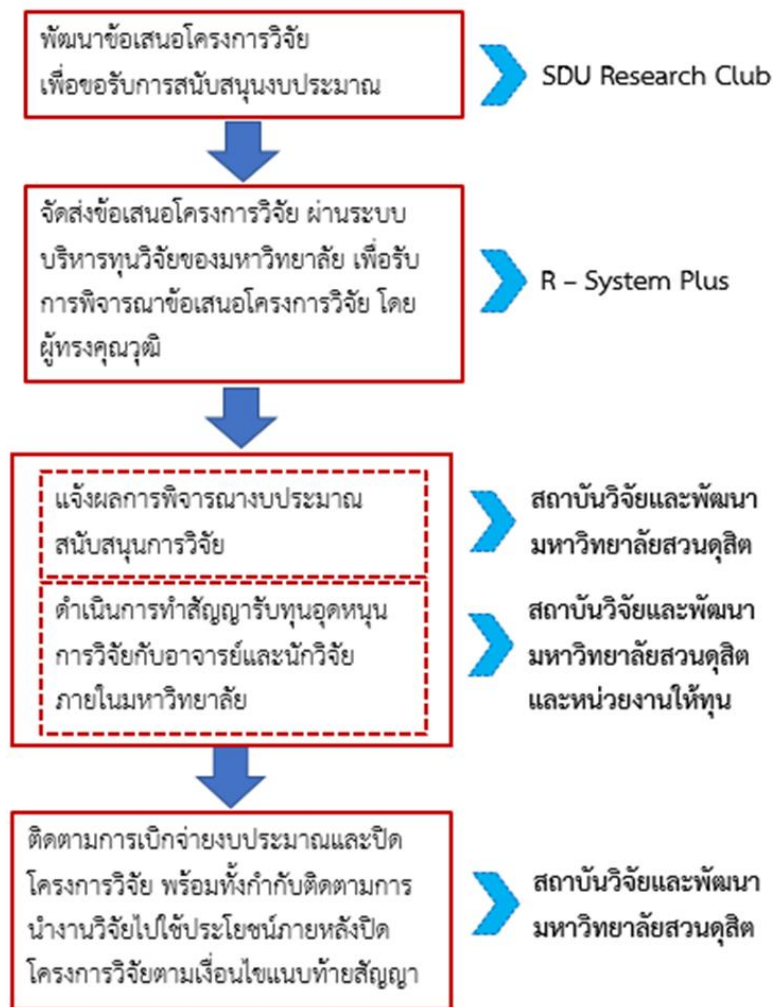 พัฒนาข้อเสนอโครงการวิจัย
เพื่อขอรับการสนับสนุนงบประมาณ
SDU Research Club
จัดส่งข้อเสนอโครงการวิจัย ผ่านระบบ
บริหารทุนวิจัยของมหาวิทยาลัย เพื่อรับ
การพิจารณาข้อเสนอโครงการวิจัย โดย
ผู้ทรงคุณวุฒิ
R – System Plus
แจ้งผลการพิจารณางบประมาณ
สนับสนุนการวิจัย
สถาบันวิจัยและพัฒนา
มหาวิทยาลัยสวนดุสิต
ดำเนินการทำสัญญารับทุนอุดหนุน
การวิจัยกับอาจารย์และนักวิจัย
ภายในมหาวิทยาลัย
สถาบันวิจัยและพัฒนา
มหาวิทยาลัยสวนดุสิต
และหน่วยงานให้ทุน
ติดตามการเบิกจ่ายงบประมาณและปิด
โครงการวิจัย พร้อมทั้งกำกับติดตามการ
นำงานวิจัยไปใช้ประโยชน์ภายหลังปิด
โครงการวิจัยตามเงื่อนไขแนบท้ายสัญญา
สถาบันวิจัยและพัฒนา
มหาวิทยาลัยสวนดุสิต